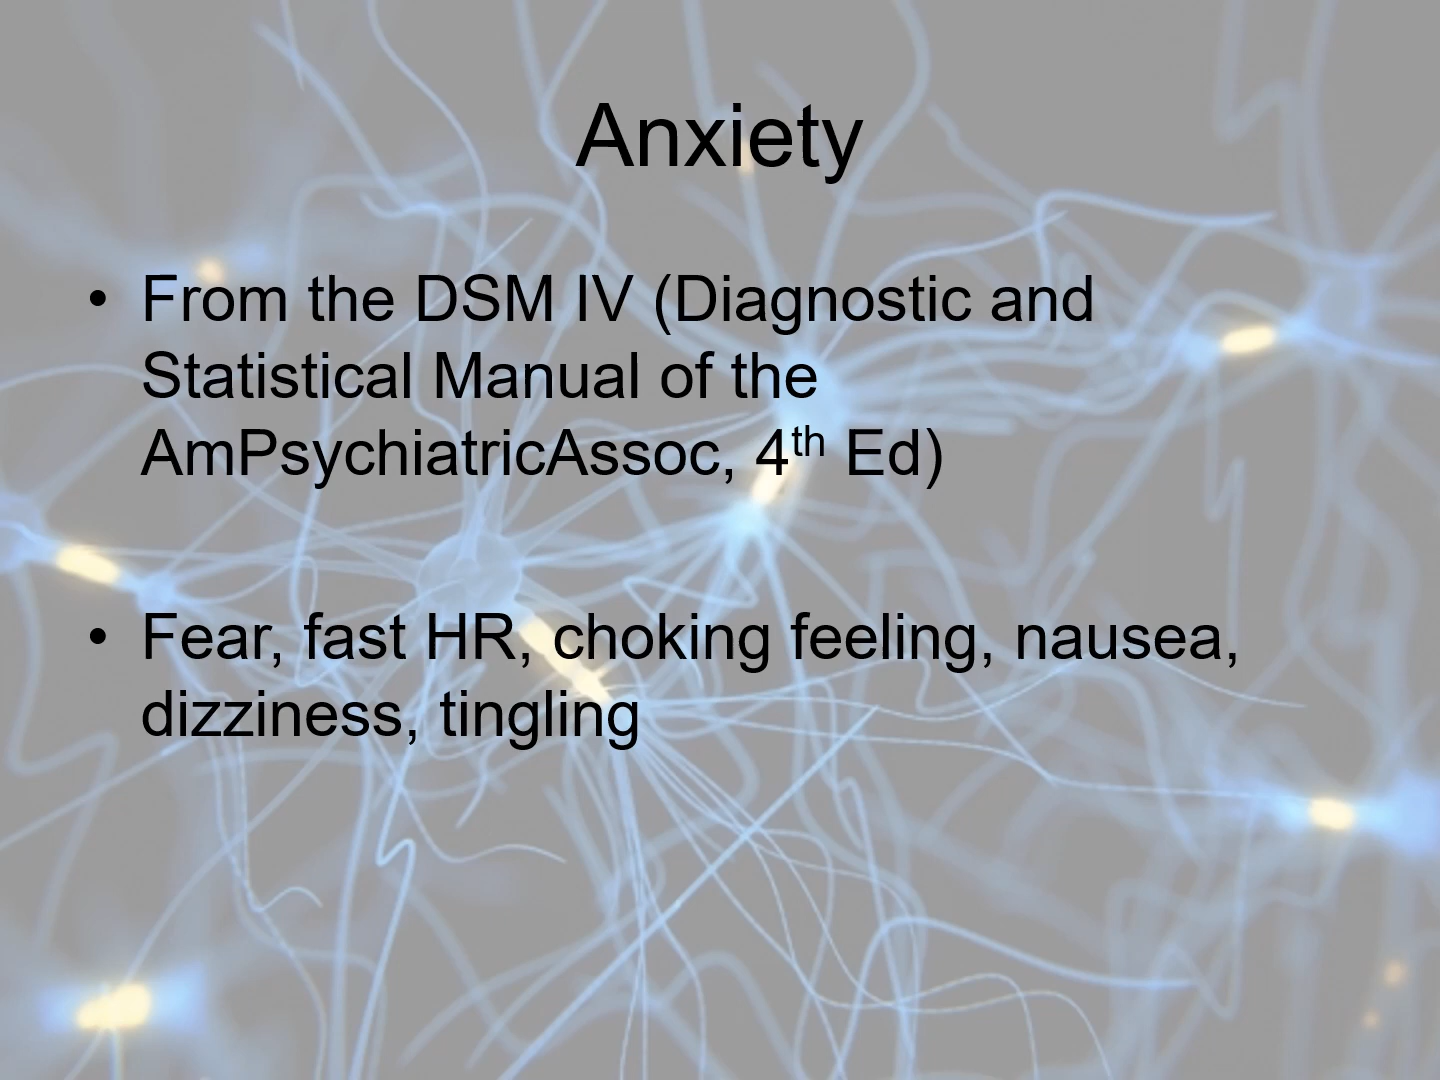 Anxiety
• From the DSM IV (Diagnostic and
Statistical Manual of the
AmPsychiatricAssoc, 4th Ed)
• Fear, fast HR, choking feeling, nausea,
dizziness, tingling